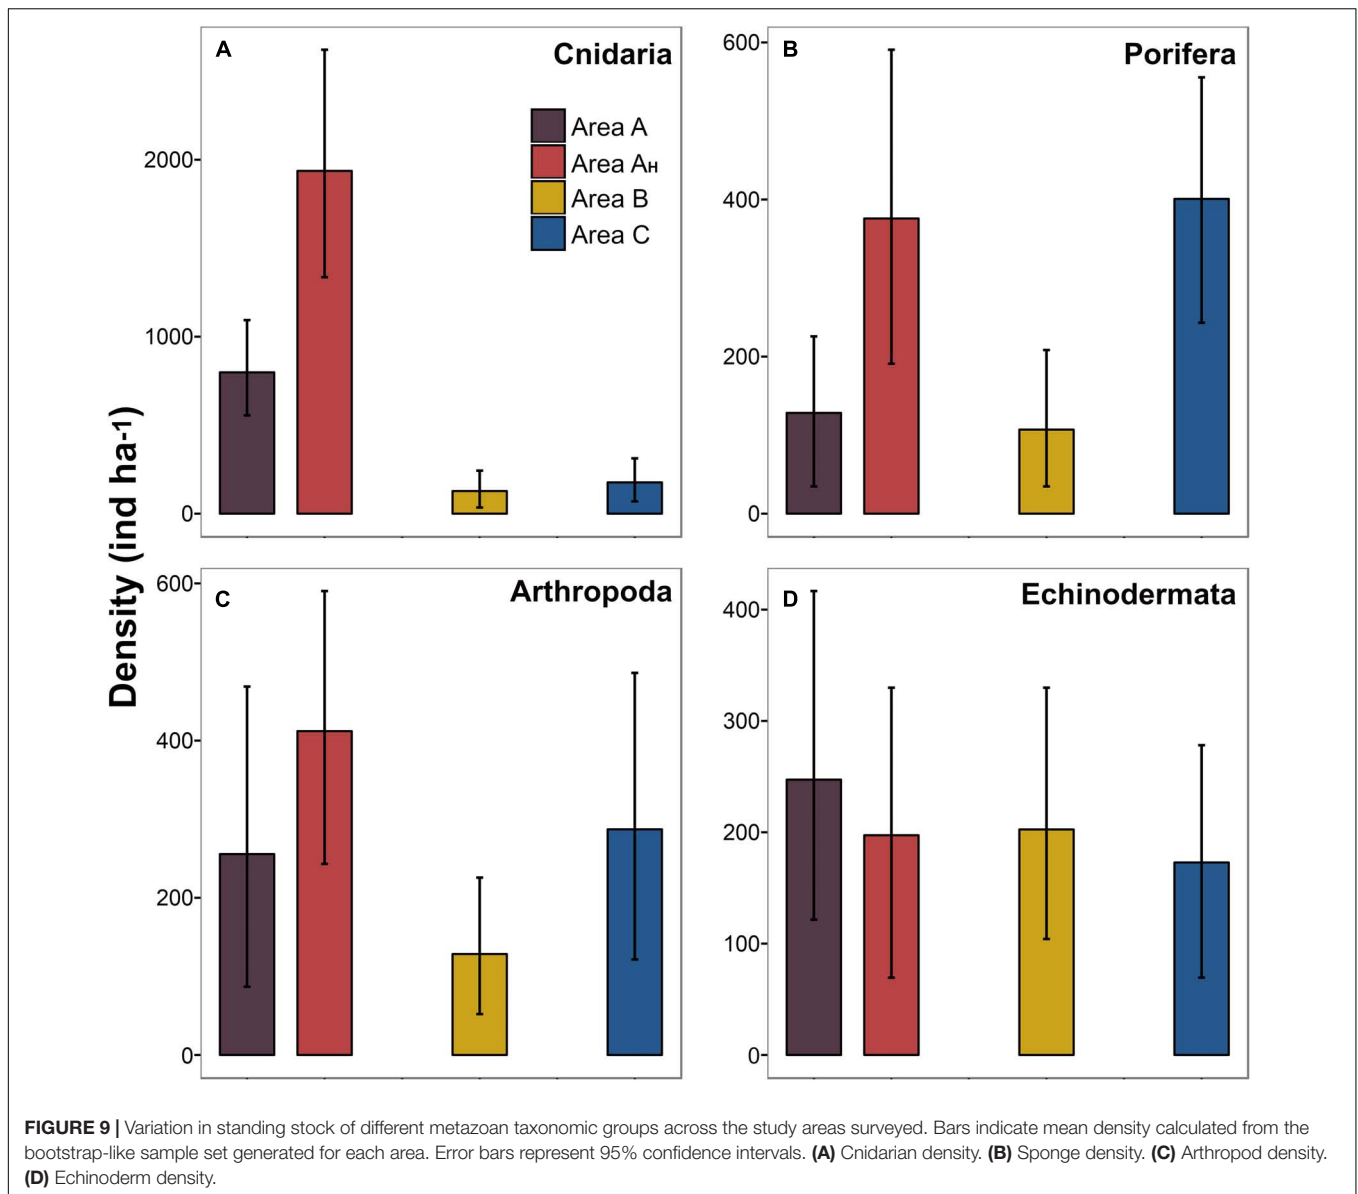 A
Cnidaria
Area A
Area AH
Area B
Area C
2000
1000
0
B
Porifera
600
400
200
0
Density (ind ha-1)
C
Arthropoda
600
400
200
0
D
Echinodermata
400
300
200
100
0
FIGURE 9 | Variation in standing stock of different metazoan taxonomic groups across the study areas surveyed. Bars indicate mean density calculated from the
bootstrap-like sample set generated for each area. Error bars represent 95% confidence intervals. (A) Cnidarian density. (B) Sponge density. (C) Arthropod density.
(D) Echinoderm density.